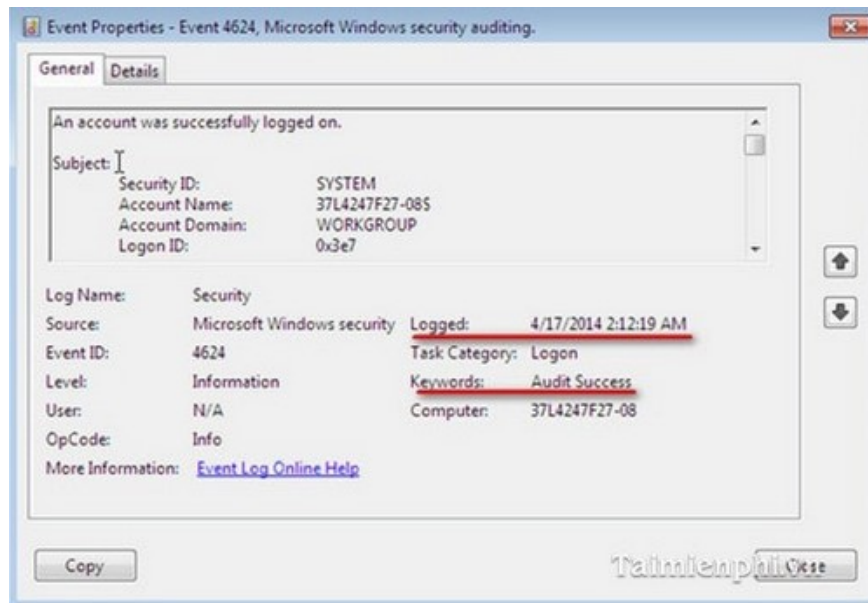 Event Properties - Event 4624, Microsoft Windows security auditing.
General Details
An account was successfully logged on.
Subject:
Security ID: SYSTEM
Account Name: 37L4247F27-08$
Account Domain: WORKGROUP
Logon ID: 0x3e7
Log Name: Security
Source: Microsoft Windows security Logged: 4/17/2014 2:12:19 AM
Event ID: 4624 Task Category: Logon
Level: Information Keywords: Audit Success
User: N/A Computer: 37L4247F27-08
OpCode: Info
More Information: Event Log Online Help
Copy Close
Taimienphi.vn